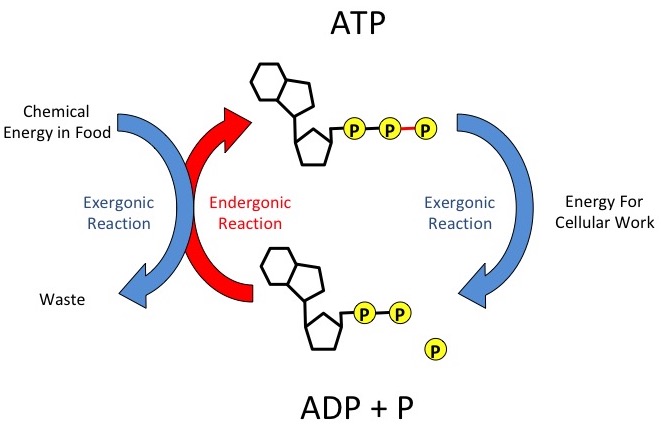 ATP
Chemical
Energy in Food
P P P
Exergonic
Reaction
Endergonic
Reaction
Exergonic
Reaction
Energy For
Cellular Work
Waste
P P
P
ADP + P